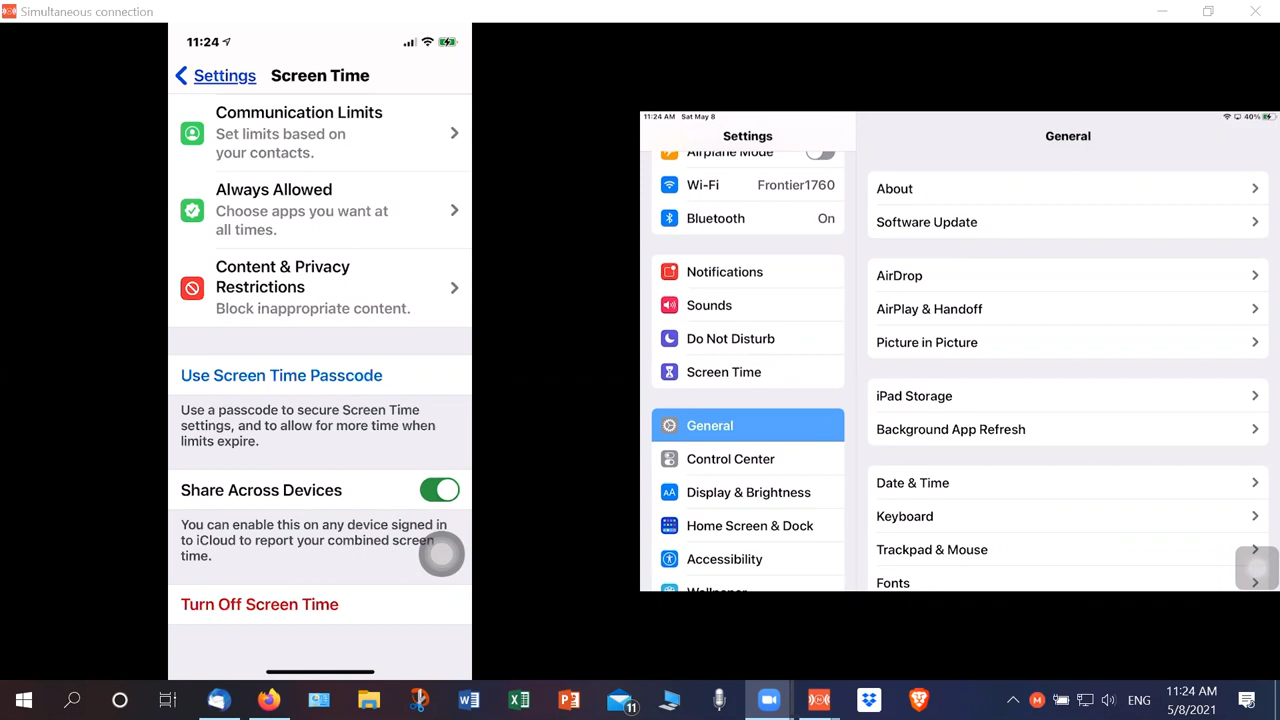 Simultaneous connection
11:24
Settings
Screen Time
Communication Limits
Set limits based on
your contacts.
Always Allowed
Choose apps you want at
all times.
Content & Privacy
Restrictions
Block inappropriate content.
Use Screen Time Passcode
Use a passcode to secure Screen Time
settings, and to allow for more time when
limits expire.
Share Across Devices
You can enable this on any device signed in
to iCloud to report your combined screen
time.
Turn Off Screen Time
11:24 AM Sat May 8
40%
Settings
Airplane Mode
Wi-Fi Frontier1760
Bluetooth On
Notifications
Sounds
Do Not Disturb
Screen Time
General
Control Center
AA Display & Brightness
Home Screen & Dock
Accessibility
Wallpaper
General
About
Software Update
AirDrop
AirPlay & Handoff
Picture in Picture
iPad Storage
Background App Refresh
Date & Time
Keyboard
Trackpad & Mouse
Fonts
11
ENG
11:24 AM
5/8/2021